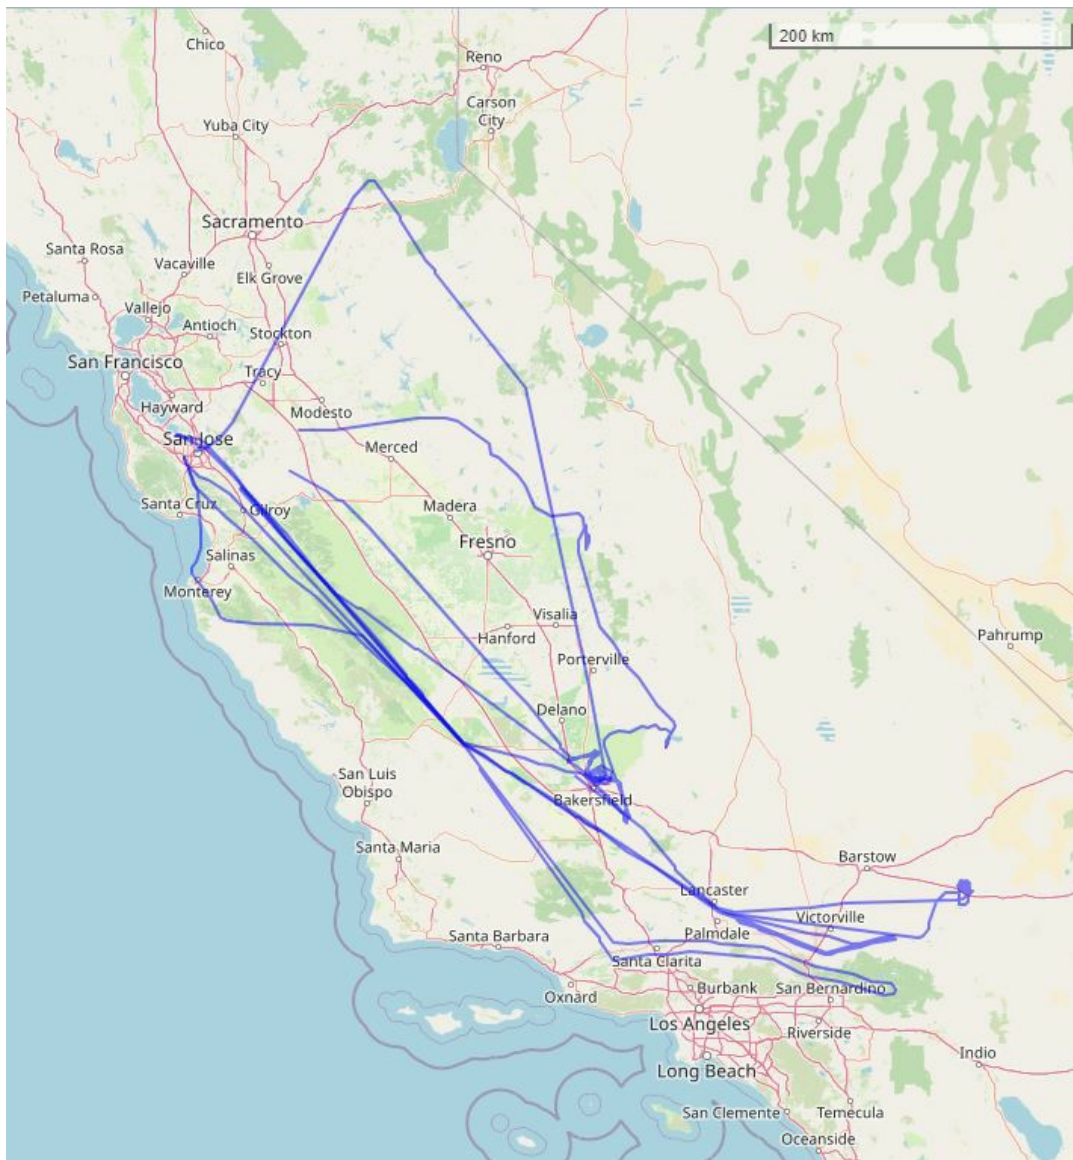 Chico
200 km
Reno
Carson
City
Yuba City
Sacramento
Santa Rosa
Vacaville
Elk Grove
Petaluma
Vallejo
Antioch
Stockton
San Francisco
Tracy
Hayward
Modesto
San Jose
Merced
Santa Cruz
Gilroy
Madera
Fresno
Salinas
Monterey
Visalia
Hanford
Pahrump
Porterville
Delano
San Luis
Obispo
Bakersfield
Santa Maria
Barstow
Lancaster
Victorville
Palmdale
Santa Barbara
Santa Clarita
Oxnard
Burbank
San Bernardino
Los Angeles
Riverside
Indio
Long Beach
San Clemente
Temecula
Oceanside